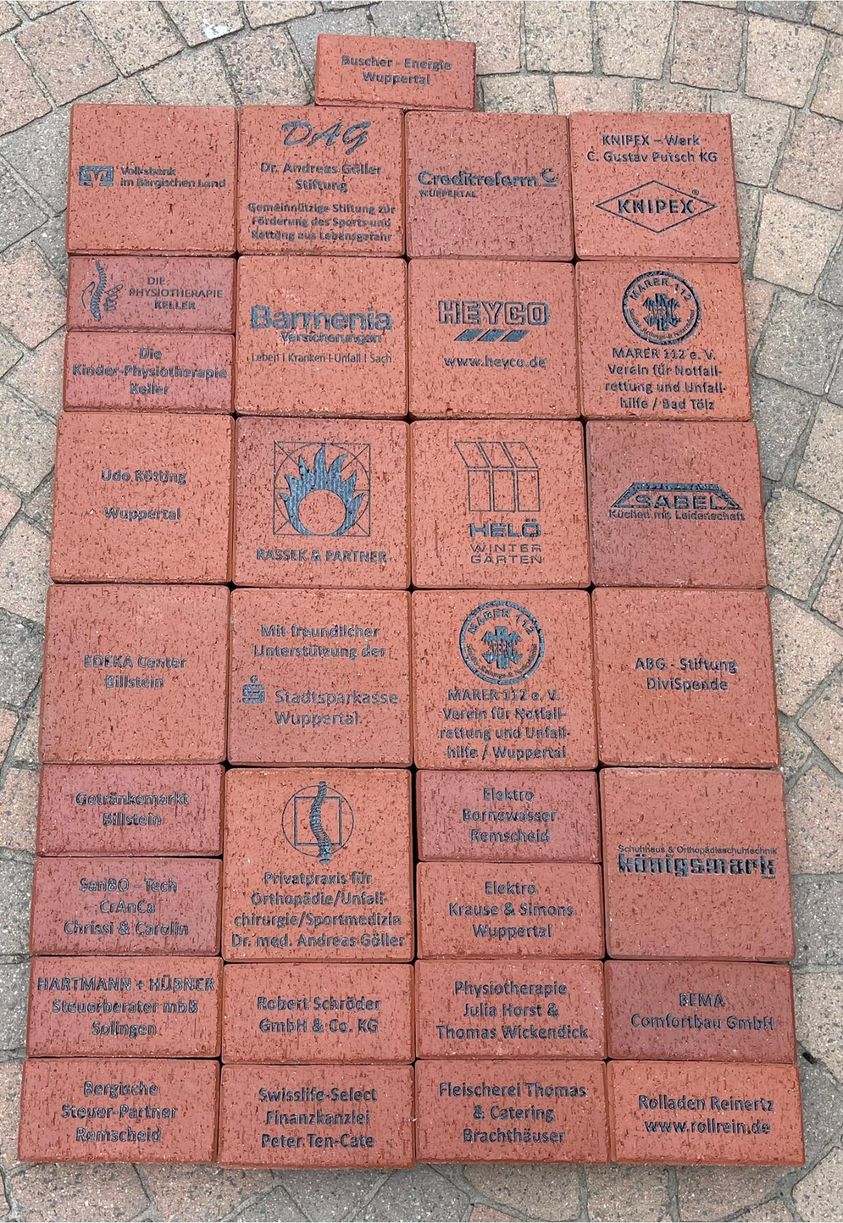 Buscher - Energie
Wuppertal
Volksbank
im Bergischen Land
DAG
Dr. Andreas Göller
Stiftung
Gemeinnützige Stiftung zur
Förderung des Sports und
Rettung aus Lebensgefahr
Creditreform C
WUPPERTAL
KNIPEX – Werk
C. Gustav Putsch KG
KNIPEX®
DIE
PHYSIOTHERAPIE
KELLER
Die
Kinder-Physiotherapie
Keller
Barmenia
Versicherungen
Leben | Kranken | Unfall | Sach
HEYCO
www.heyco.de
MARER 112
MARER 112 e. V.
Verein für Notfall-
rettung und Unfall-
hilfe / Bad Tölz
Udo Rötting
Wuppertal
RASSEK & PARTNER
HELÖ
WINTER
GÄRTEN
SABEL
Küchen mit Leidenschaft
EDEKA Center
Billstein
Mit freundlicher
Unterstützung der
Stadtsparkasse
Wuppertal
MARER 112
MARER 112 e. V.
Verein für Notfall-
rettung und Unfall-
hilfe / Wuppertal
ABG - Stiftung
DiviSpende
Getränkemarkt
Billstein
SanBO - Tech
CrAnCa
Chrissi & Carolin
Privatpraxis für
Orthopädie/Unfall-
chirurgie/Sportmedizin
Dr. med. Andreas Göller
Elektro
Bornewasser
Remscheid
Elektro
Krause & Simons
Wuppertal
Schuhhaus & Orthopädieschuhtechnik
königsmark
HARTMANN + HÜBNER
Steuerberater mbB
Solingen
Robert Schröder
GmbH & Co. KG
Physiotherapie
Julia Horst &
Thomas Wickendick
BEMA
Comfortbau GmbH
Bergische
Steuer-Partner
Remscheid
Swisslife-Select
Finanzkanzlei
Peter Ten-Cate
Fleischerei Thomas
& Catering
Brachthäuser
Rolladen Reinertz
www.rollrein.de